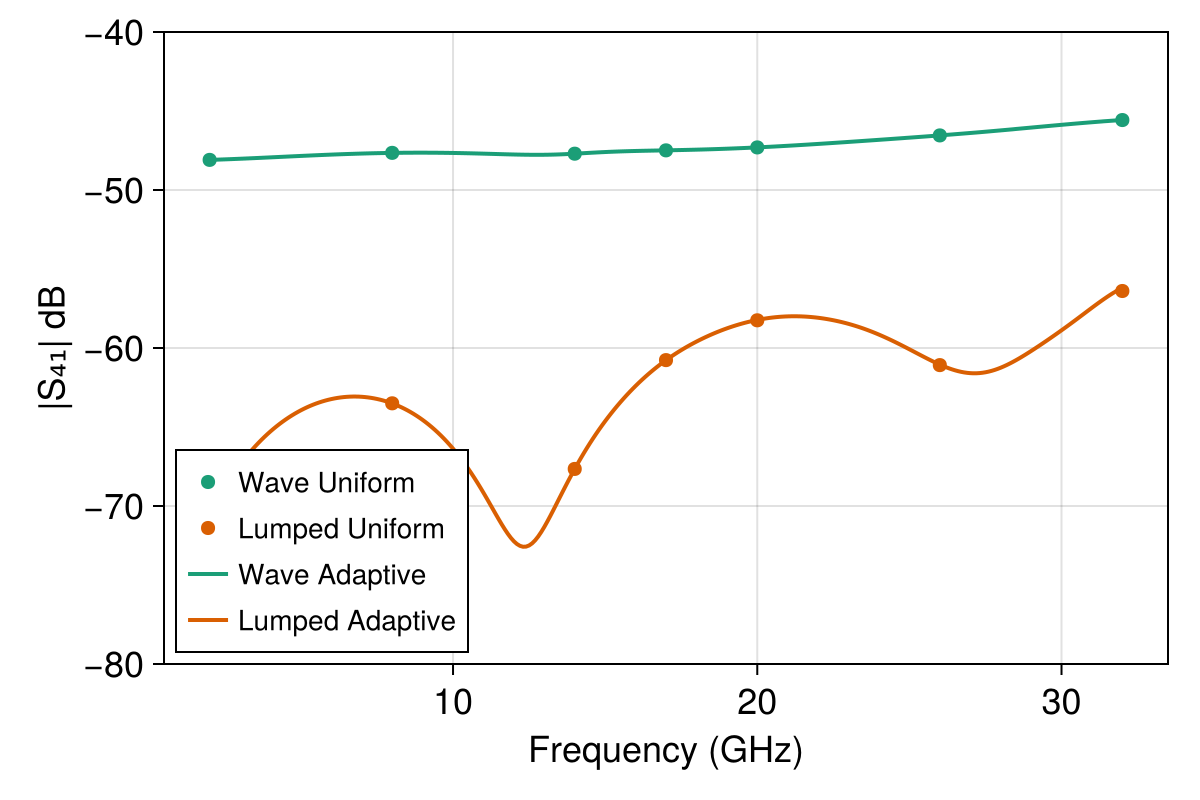 −40
−50
−60
−70
−80
|S₄₁| dB
Wave Uniform
Lumped Uniform
Wave Adaptive
Lumped Adaptive
10 20 30
Frequency (GHz)